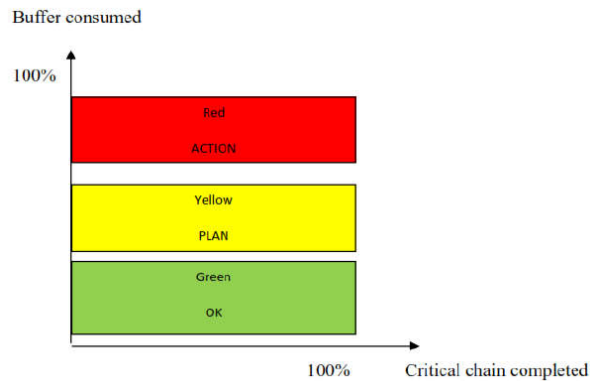 Buffer consumed
100%
Red
ACTION
Yellow
PLAN
Green
OK
100% Critical chain completed